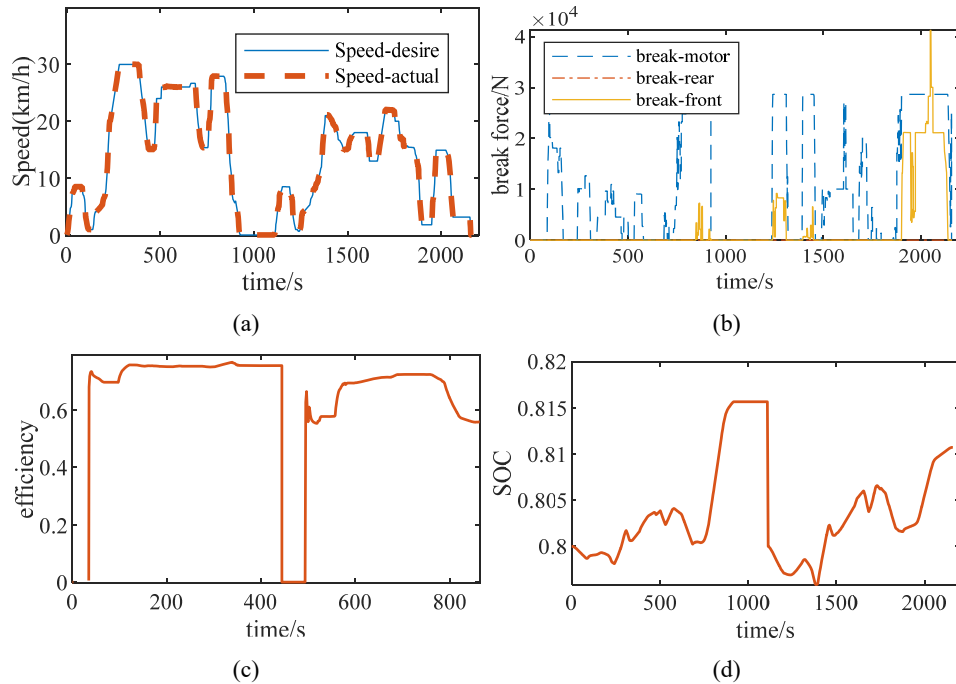 Speed-desire
Speed-actual
Speed(km/h)
30
20
10
0
0
500
1000
1500
2000
time/s
(a)
×10⁴
break-motor
break-rear
break-front
break force/N
4
3
2
1
0
0
500
1000
1500
2000
time/s
(b)
efficiency
0.6
0.4
0.2
0
0
200
400
600
800
time/s
(c)
SOC
0.82
0.815
0.81
0.805
0.8
0
500
1000
1500
2000
time/s
(d)